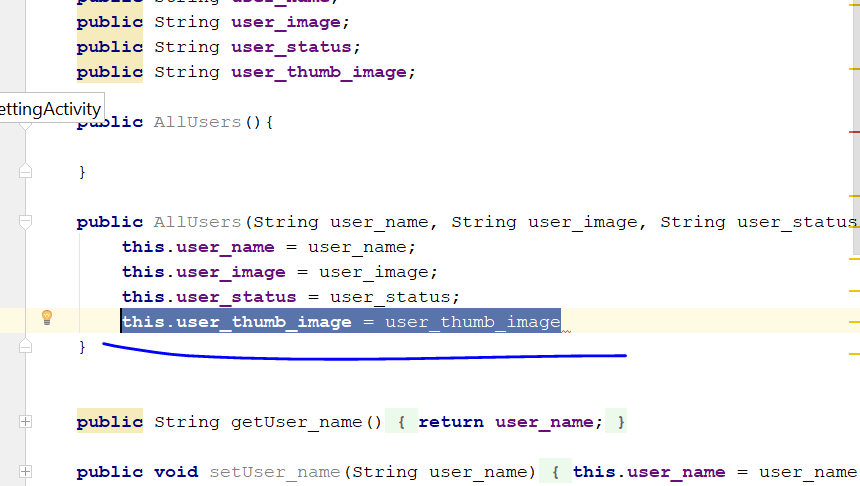 public String user_name;
public String user_image;
public String user_status;
public String user_thumb_image;
ettingActivity
public AllUsers(){
}
public AllUsers(String user_name, String user_image, String user_status
this.user_name = user_name;
this.user_image = user_image;
this.user_status = user_status;
this.user_thumb_image = user_thumb_image
}
public String getUser_name() { return user_name; }
public void setUser_name(String user_name) { this.user_name = user_name